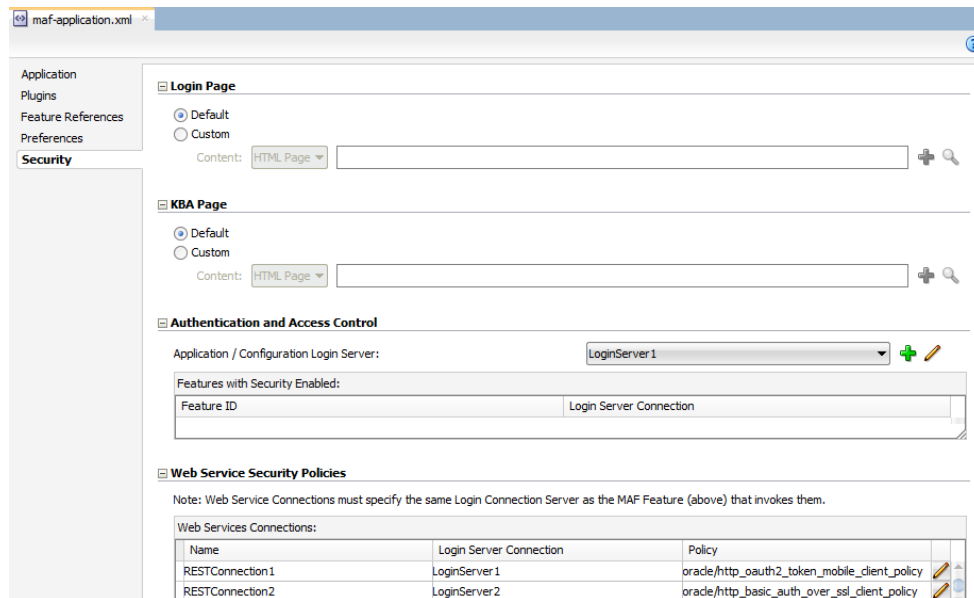 maf-application.xml
Application
Plugins
Feature References
Preferences
Security
Login Page
Default
Custom
Content: HTML Page
KBA Page
Default
Custom
Content: HTML Page
Authentication and Access Control
Application / Configuration Login Server: LoginServer1
Features with Security Enabled:
Feature ID Login Server Connection
Web Service Security Policies
Note: Web Service Connections must specify the same Login Connection Server as the MAF Feature (above) that invokes them.
Web Services Connections:
Name Login Server Connection Policy
RESTConnection1 LoginServer1 oracle/http_oauth2_token_mobile_client_policy
RESTConnection2 LoginServer2 oracle/http_basic_auth_over_ssl_client_policy